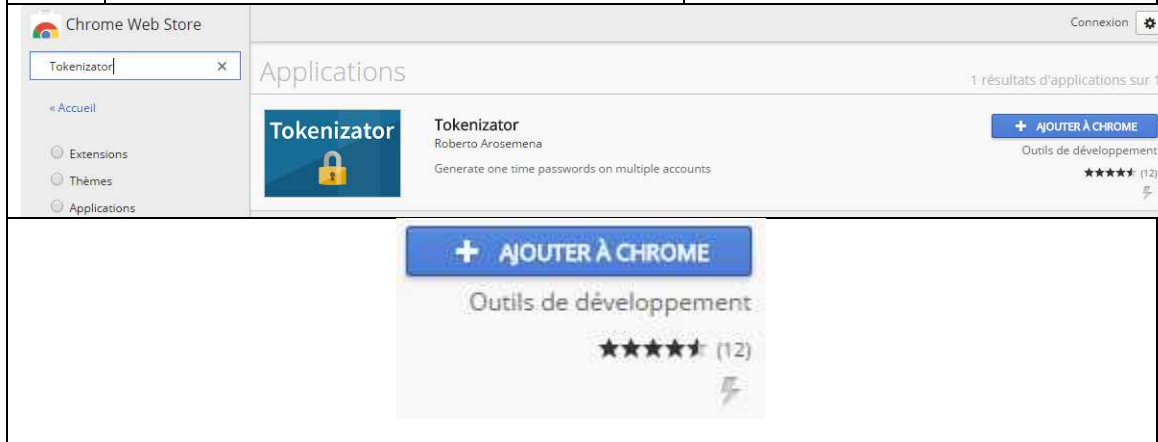 Chrome Web Store
Connexion
Tokenizator
Applications
1 résultats d'applications sur 1
« Accueil
Extensions
Thèmes
Applications
Tokenizator
Tokenizator
Roberto Arosemena
Generate one time passwords on multiple accounts
+ AJOUTER À CHROME
Outils de développement
(12)
+ AJOUTER À CHROME
Outils de développement
(12)